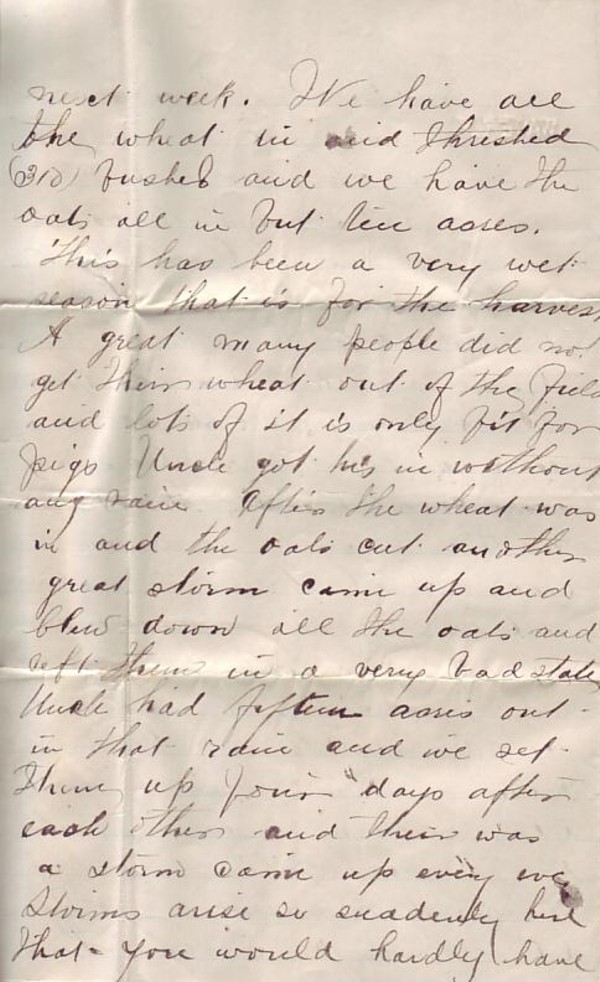 next week. We have all
the wheat in and threshed
(310) bushel and we have the
oats all in but ten acres.
This has been a very wet
season that is for the harvest
A great many people did not
get their wheat out of the field
and lots of it is only fit for
pigs Uncle got his in without
any rain After the wheat was
in and the oats cut another
great storm came up and
blew down all the oats and
left them in a very bad state
Uncle had fifteen acres out
in that rain and we set
them up four days after
each other and their was
a storm came up every
storms arise so suddenly here
that you would hardly have